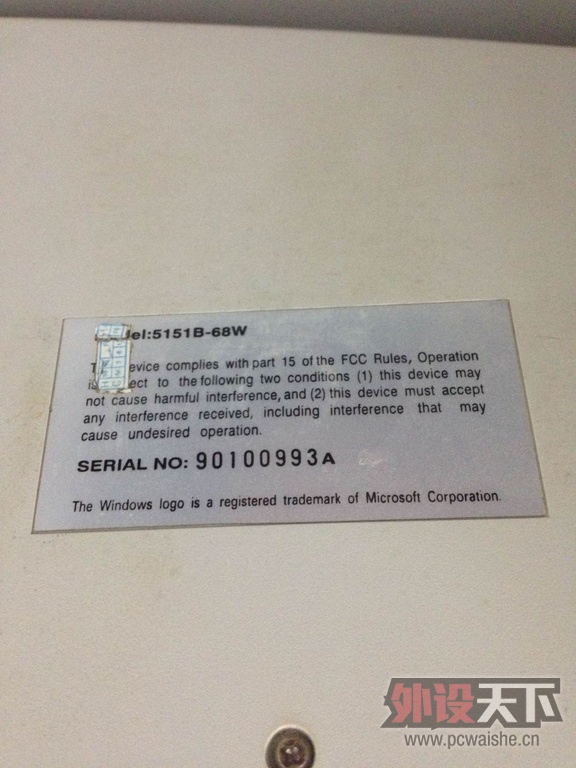 del:5151B-68W
device complies with part 15 of the FCC Rules, Operation
to the following two conditions (1) this device may
not cause harmful interference, and (2) this device must accept
any interference received, including interference that may
cause undesired operation.
SERIAL NO: 90100993A
The Windows logo is a registered trademark of Microsoft Corporation.
外设天下
www.pcwaishe.cn